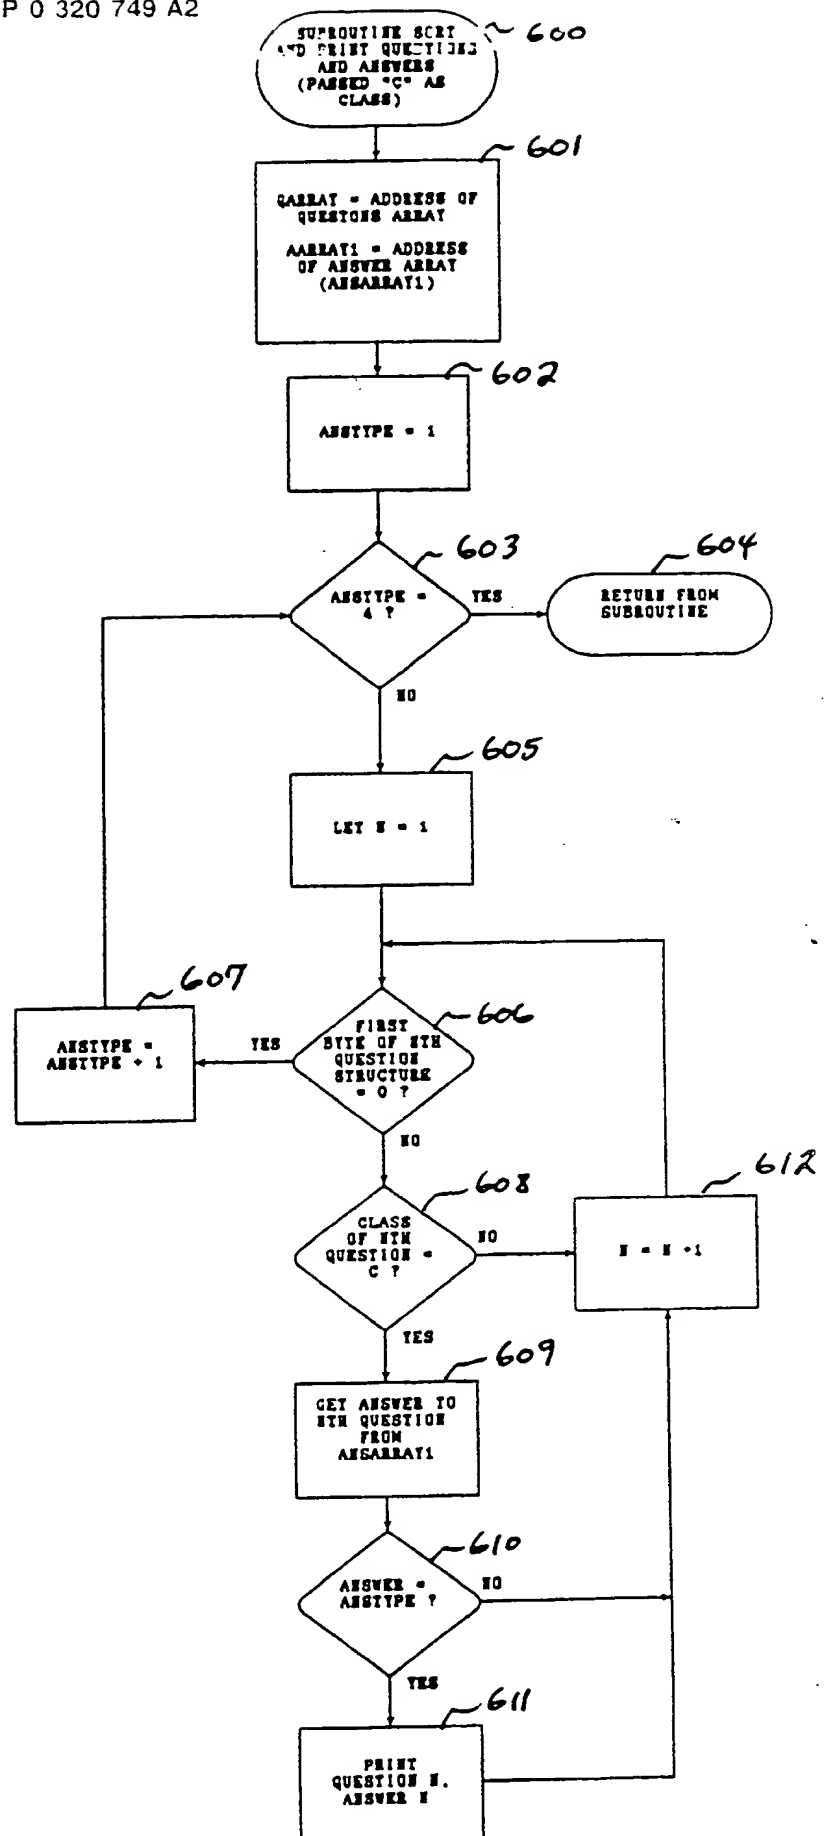 P 0 320 749 A2
SUBROUTINE SORT
AND PRINT QUESTIONS
AND ANSWERS
(PASSED "C" AS
CLASS)
600
601
QARRAY = ADDRESS OF
QUESTONS ARRAY
AARRAY1 = ADDRESS
OF ANSWER ARRAY
(ANSARRAY1)
602
ANSTYPE = 1
603
ANSTYPE =
4 ?
YES
604
RETURN FROM
SUBROUTINE
NO
605
LET N = 1
607
ANSTYPE =
ANSTYPE + 1
YES
606
FIRST
BYTE OF NTH
QUESTION
STRUCTURE
= 0 ?
NO
608
CLASS
OF NTH
QUESTION =
C ?
NO
612
N = N +1
YES
609
GET ANSWER TO
NTH QUESTION
FROM
ANSARRAY1
610
ANSWER =
ANSTYPE ?
NO
YES
611
PRINT
QUESTION N.
ANSWER N